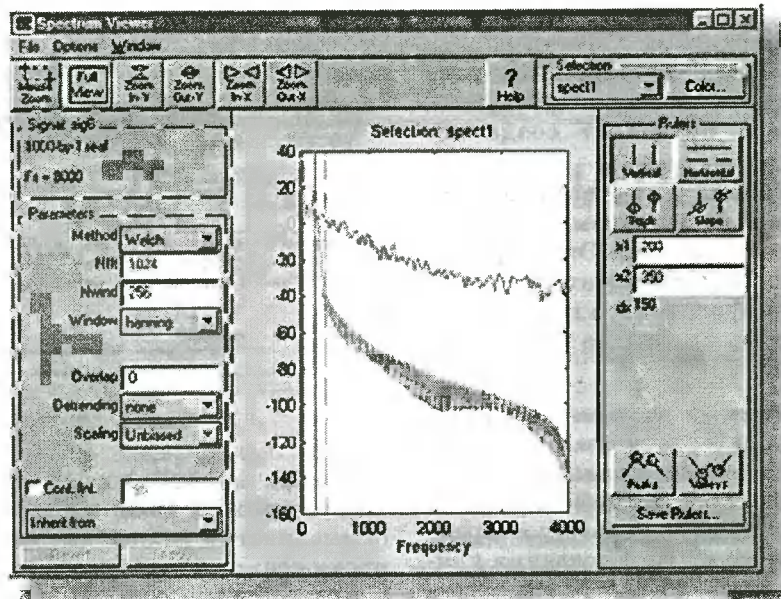 Spectrum Viewer
File Options Window
Mouse Zoom
Full View
Zoom In-Y
Zoom Out-Y
Zoom In-X
Zoom Out-X
? Help
Selection
spect1
Color...
Signal: sig6
1000-by-1 real
Fs = 8000
Parameters
Method Welch
Nfft 1024
Nwind 256
Window hanning
Overlap 0
Detrending none
Scaling Unbiased
Conf. Int.
Inherit from
Selection: spect1
40
20
-20
-40
-60
-80
-100
-120
-140
-160
0 1000 2000 3000 4000
Frequency
Rulers
Vertical
Horizontal
Track
Slope
x1 200
x2 350
dx 150
Peaks
Valleys
Save Rulers...